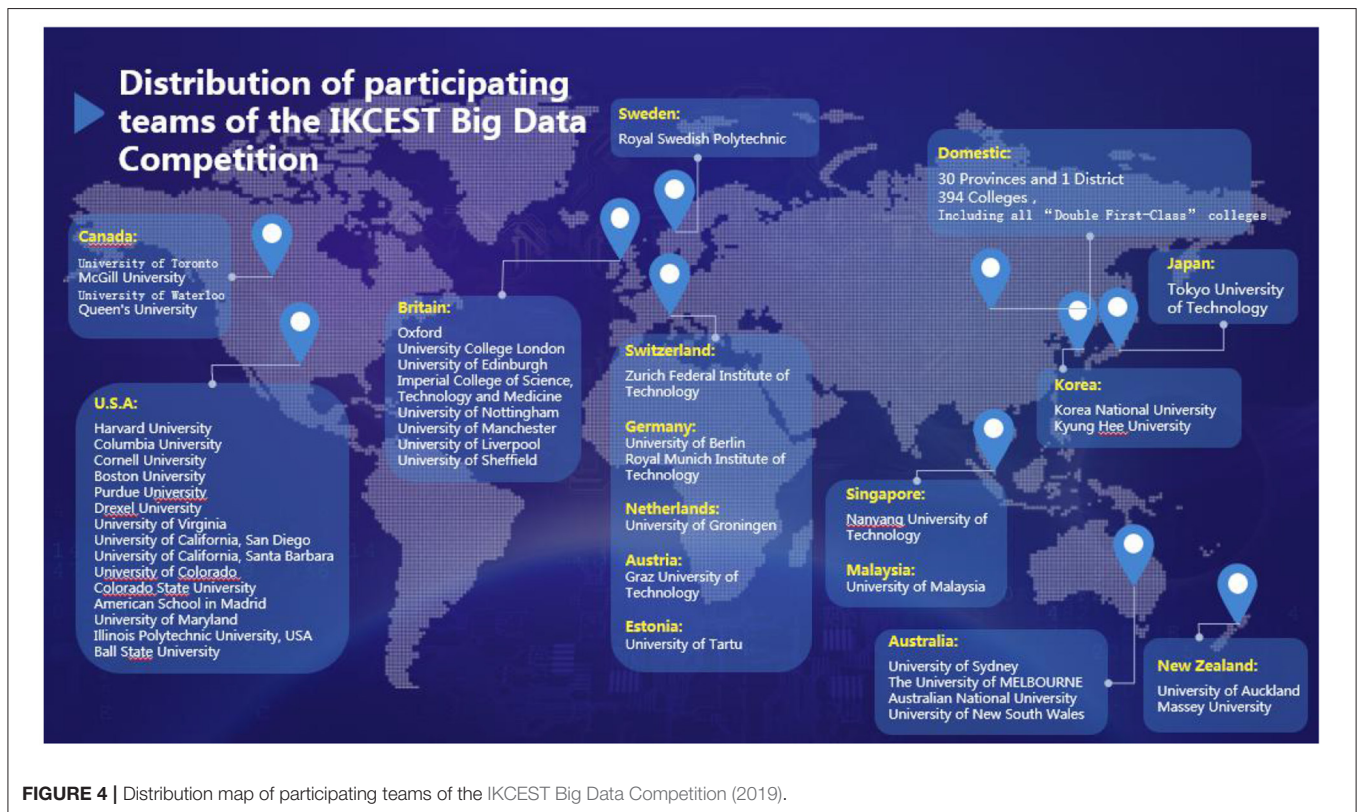 Distribution of participating
teams of the IKCEST Big Data
Competition
Sweden:
Royal Swedish Polytechnic
Domestic:
30 Provinces and 1 District
394 Colleges ,
Including all “Double First-Class” colleges
Canada:
University of Toronto
McGill University
University of Waterloo
Queen's University
Japan:
Tokyo University
of Technology
Britain:
Oxford
University College London
University of Edinburgh
Imperial College of Science,
Technology and Medicine
University of Nottingham
University of Manchester
University of Liverpool
University of Sheffield
Switzerland:
Zurich Federal Institute of
Technology
Germany:
University of Berlin
Royal Munich Institute of
Technology
Netherlands:
University of Groningen
Austria:
Graz University of
Technology
Estonia:
University of Tartu
Korea:
Korea National University
Kyung Hee University
U.S.A:
Harvard University
Columbia University
Cornell University
Boston University
Purdue University
Drexel University
University of Virginia
University of California, San Diego
University of California, Santa Barbara
University of Colorado
Colorado State University
American School in Madrid
University of Maryland
Illinois Polytechnic University, USA
Ball State University
Singapore:
Nanyang University of
Technology
Malaysia:
University of Malaysia
Australia:
University of Sydney
The University of MELBOURNE
Australian National University
University of New South Wales
New Zealand:
University of Auckland
Massey University
FIGURE 4 | Distribution map of participating teams of the IKCEST Big Data Competition (2019).